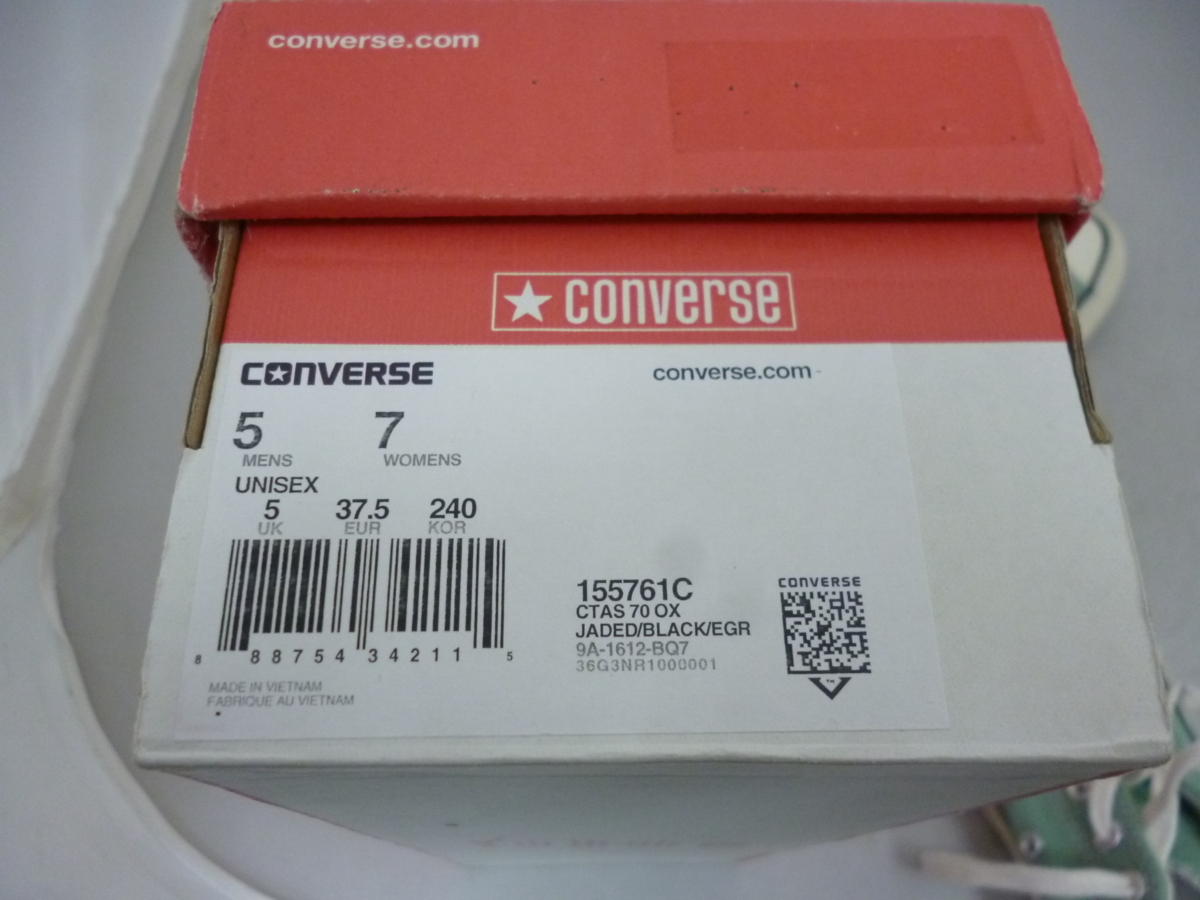 converse.com
converse
CONVERSE
converse.com
5 7
MENS WOMENS
UNISEX
5 37.5 240
UK EUR KOR
8 88754 34211 5
155761C
CTAS 70 OX
JADED/BLACK/EGR
9A-1612-BQ7
36G3NR1000001
CONVERSE
TM
MADE IN VIETNAM
FABRIQUE AU VIETNAM